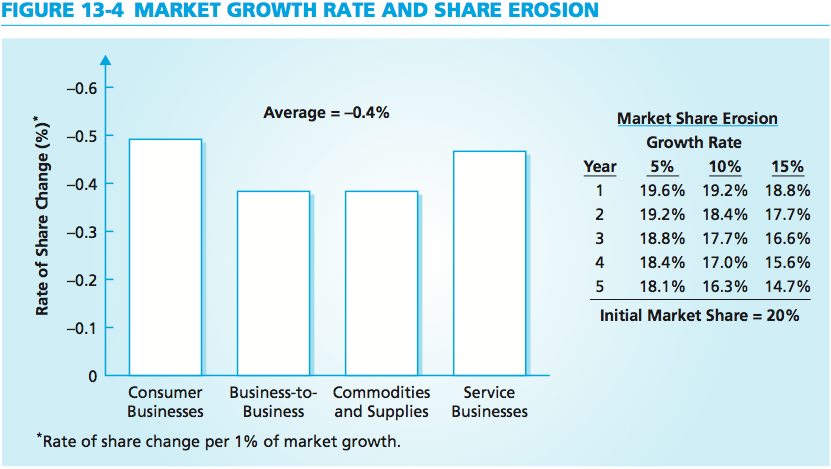 FIGURE 13-4 MARKET GROWTH RATE AND SHARE EROSION
Rate of Share Change (%)*
–0.6
–0.5
–0.4
–0.3
–0.2
–0.1
0
Average = –0.4%
Consumer
Businesses
Business-to-
Business
Commodities
and Supplies
Service
Businesses
Market Share Erosion
Growth Rate
Year 5% 10% 15%
1 19.6% 19.2% 18.8%
2 19.2% 18.4% 17.7%
3 18.8% 17.7% 16.6%
4 18.4% 17.0% 15.6%
5 18.1% 16.3% 14.7%
Initial Market Share = 20%
*Rate of share change per 1% of market growth.